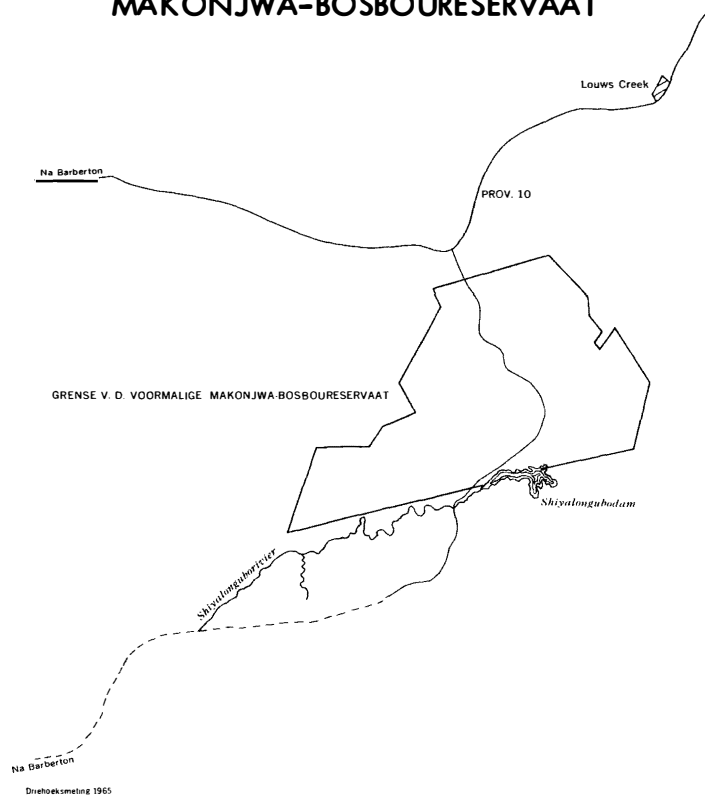 MAKONJWA-BOSBOURESERVAAT
Louws Creek
Na Barberton
PROV. 10
GRENSE V. D. VOORMALIGE MAKONJWA-BOSBOURESERVAAT
Shiyalongubodam
Shiyalonguborivier
Na Barberton
Driehoeksmeting 1965